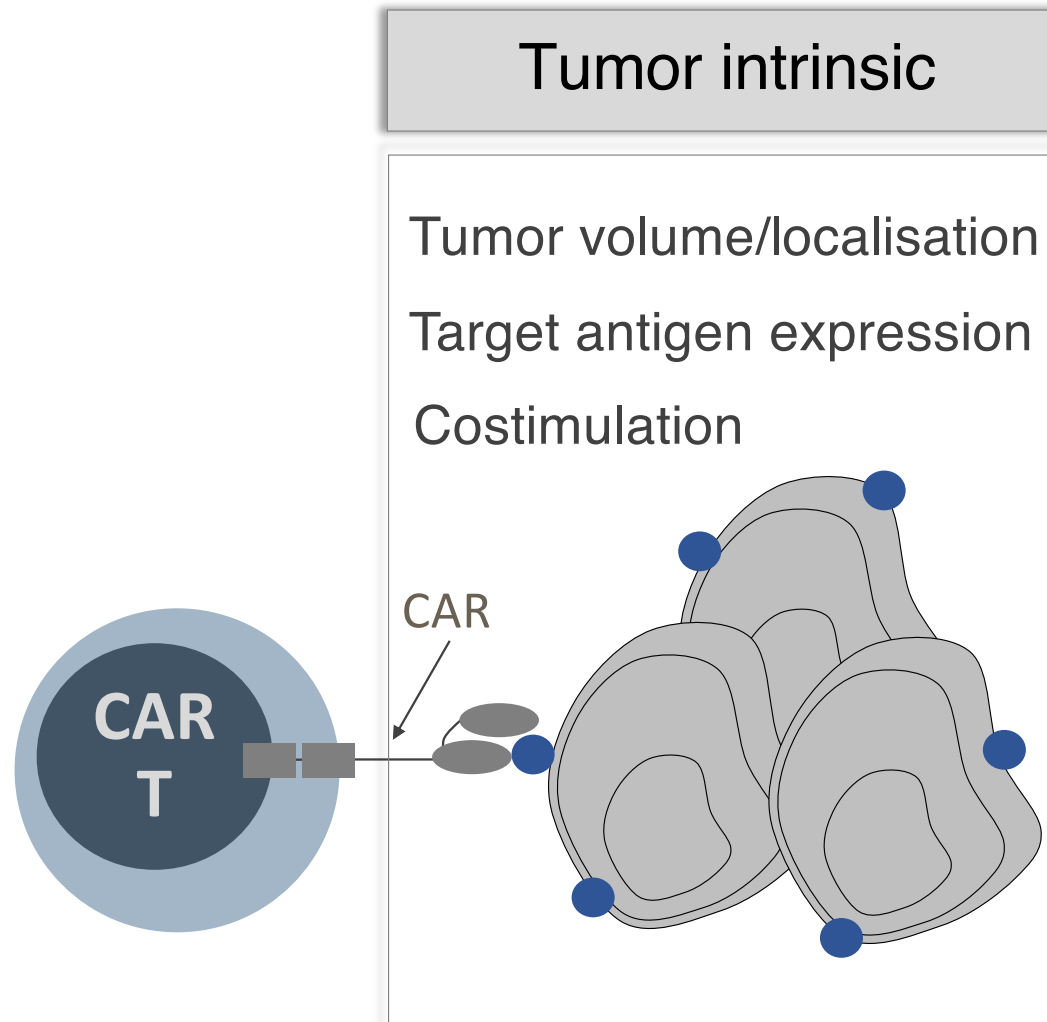 Tumor intrinsic
Tumor volume/localisation
Target antigen expression
Costimulation
CAR
CAR
T